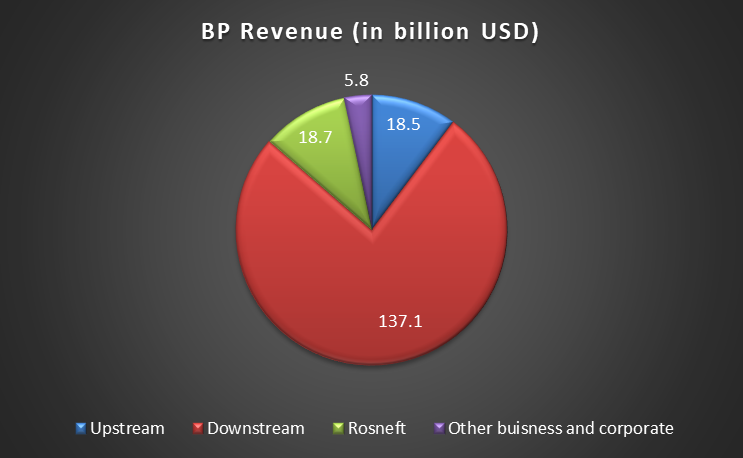 BP Revenue (in billion USD)
5.8
18.5
18.7
137.1
Upstream Downstream Rosneft Other buisness and corporate